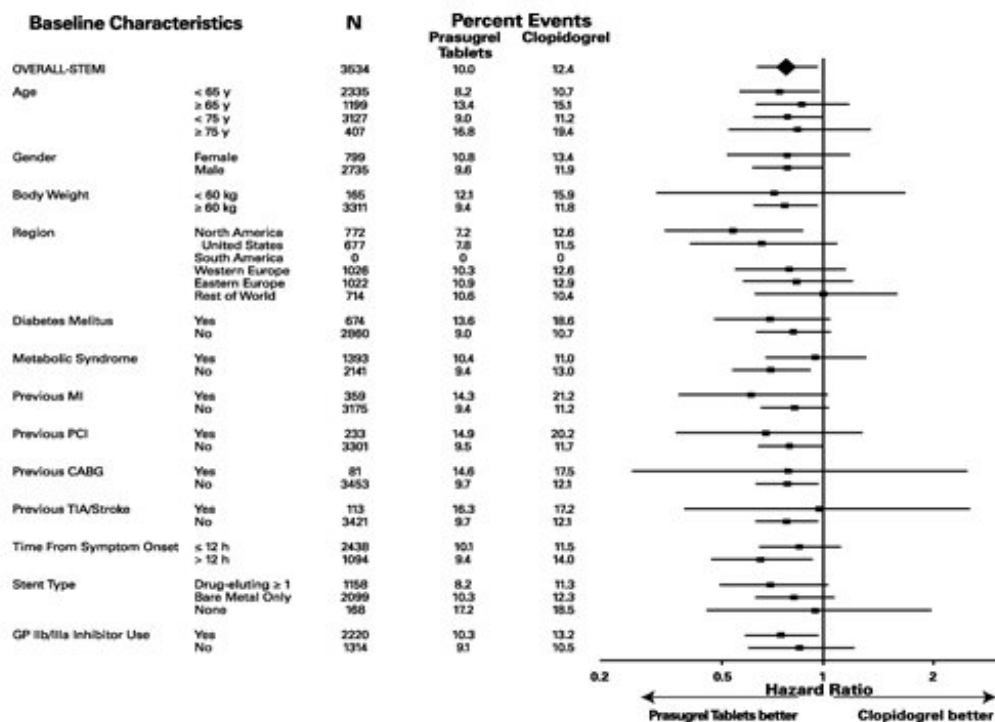 Baseline Characteristics N Percent Events
Prasugrel Tablets Clopidogrel
OVERALL-STEMI 3534 10.0 12.4
Age < 65 y 2335 8.2 10.7
≥ 65 y 1199 13.4 15.1
< 75 y 3127 9.0 11.2
≥ 75 y 407 16.8 19.4
Gender Female 799 10.8 13.4
Male 2735 9.6 11.9
Body Weight < 60 kg 165 12.1 15.9
≥ 60 kg 3311 9.4 11.8
Region North America 772 7.2 12.6
United States 677 7.8 11.5
South America 0 0 0
Western Europe 1026 10.3 12.6
Eastern Europe 1022 10.9 12.9
Rest of World 714 10.6 10.4
Diabetes Melitus Yes 674 13.6 18.6
No 2860 9.0 10.7
Metabolic Syndrome Yes 1393 10.4 11.0
No 2141 9.4 13.0
Previous MI Yes 359 14.3 21.2
No 3175 9.4 11.2
Previous PCI Yes 233 14.9 20.2
No 3301 9.5 11.7
Previous CABG Yes 81 14.6 17.5
No 3453 9.7 12.1
Previous TIA/Stroke Yes 113 16.3 17.2
No 3421 9.7 12.1
Time From Symptom Onset ≤ 12 h 2438 10.1 11.5
> 12 h 1094 9.4 14.0
Stent Type Drug-eluting ≥ 1 1158 8.2 11.3
Bare Metal Only 2099 10.3 12.3
None 168 17.2 18.5
GP IIb/IIIa Inhibitor Use Yes 2220 10.3 13.2
No 1314 9.1 10.5
0.2 0.5 1 2
Hazard Ratio
Prasugrel Tablets better Clopidogrel better